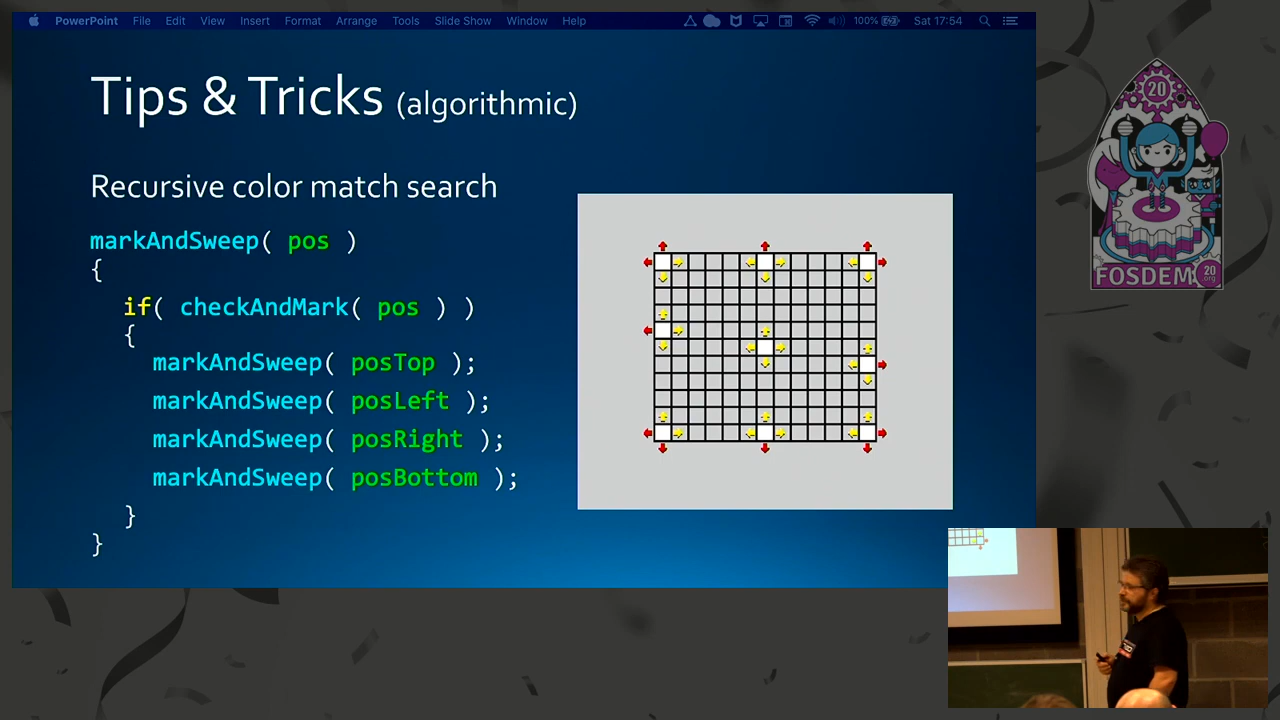 PowerPoint File Edit View Insert Format Arrange Tools Slide Show Window Help 100% Sat 17:54
Tips & Tricks (algorithmic)
Recursive color match search
markAndSweep( pos )
{
if( checkAndMark( pos ) )
{
markAndSweep( posTop );
markAndSweep( posLeft );
markAndSweep( posRight );
markAndSweep( posBottom );
}
}
20
FOSDEM 20
.org